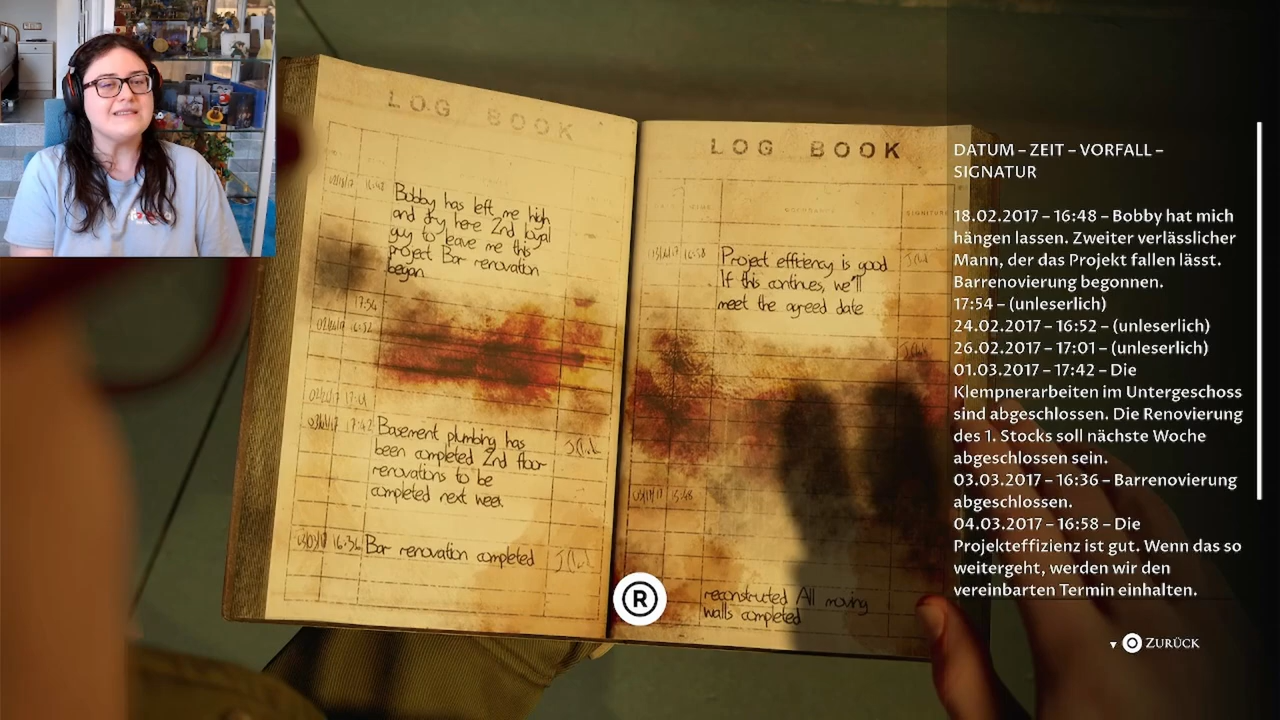 LOG BOOK
Bobby has left me high
and dry here 2nd loyal
guy to leave me this
project Bar renovation
began
17:54
Basement plumbing has
been completed 2nd floor
renovations to be
completed next week
16:36 Bar renovation completed
LOG BOOK
Project efficiency is good
If this continues, we'll
meet the agreed date
reconstructed All moving
walls completed
R
DATUM – ZEIT – VORFALL –
SIGNATUR
18.02.2017 – 16:48 – Bobby hat mich
hängen lassen. Zweiter verlässlicher
Mann, der das Projekt fallen lässt.
Barrenovierung begonnen.
17:54 – (unleserlich)
24.02.2017 – 16:52 – (unleserlich)
26.02.2017 – 17:01 – (unleserlich)
01.03.2017 – 17:42 – Die
Klempnerarbeiten im Untergeschoss
sind abgeschlossen. Die Renovierung
des 1. Stocks soll nächste Woche
abgeschlossen sein.
03.03.2017 – 16:36 – Barrenovierung
abgeschlossen.
04.03.2017 – 16:58 – Die
Projekteffizienz ist gut. Wenn das so
weitergeht, werden wir den
vereinbarten Termin einhalten.
ZURÜCK